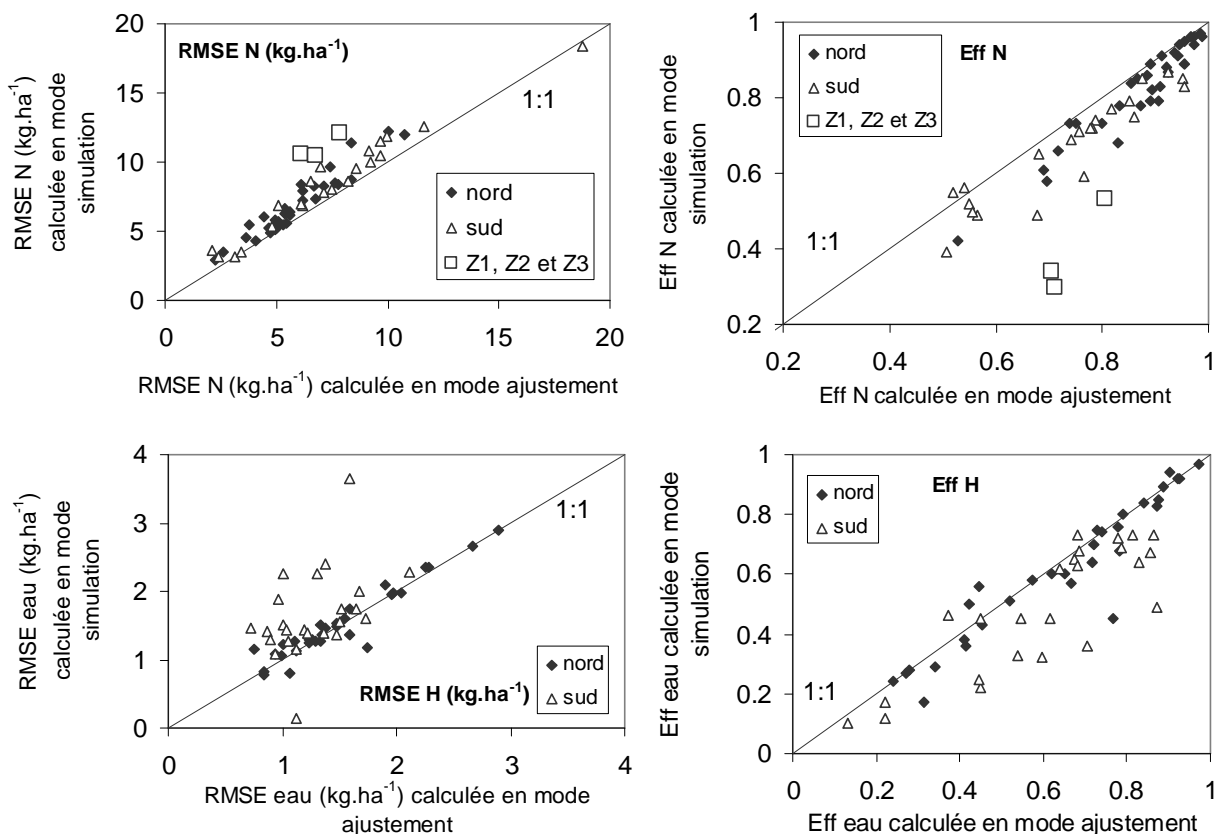 20
15
10
5
0
0
5
10
15
20
RMSE N (kg.ha-1)
calculée en mode
simulation
RMSE N (kg.ha-1)
1:1
nord
sud
Z1, Z2 et Z3
RMSE N (kg.ha-1) calculée en mode ajustement
1
0.8
0.6
0.4
0.2
0.2
0.4
0.6
0.8
1
Eff N calculée en mode
simulation
nord
sud
Z1, Z2 et Z3
Eff N
1:1
Eff N calculée en mode ajustement
4
3
2
1
0
0
1
2
3
4
RMSE eau (kg.ha-1)
calculée en mode
simulation
1:1
RMSE H (kg.ha-1)
nord
sud
RMSE eau (kg.ha-1) calculée en mode
ajustement
1
0.8
0.6
0.4
0.2
0
0
0.2
0.4
0.6
0.8
1
Eff eau calculée en mode
simulation
nord
sud
Eff H
1:1
Eff eau calculée en mode ajustement